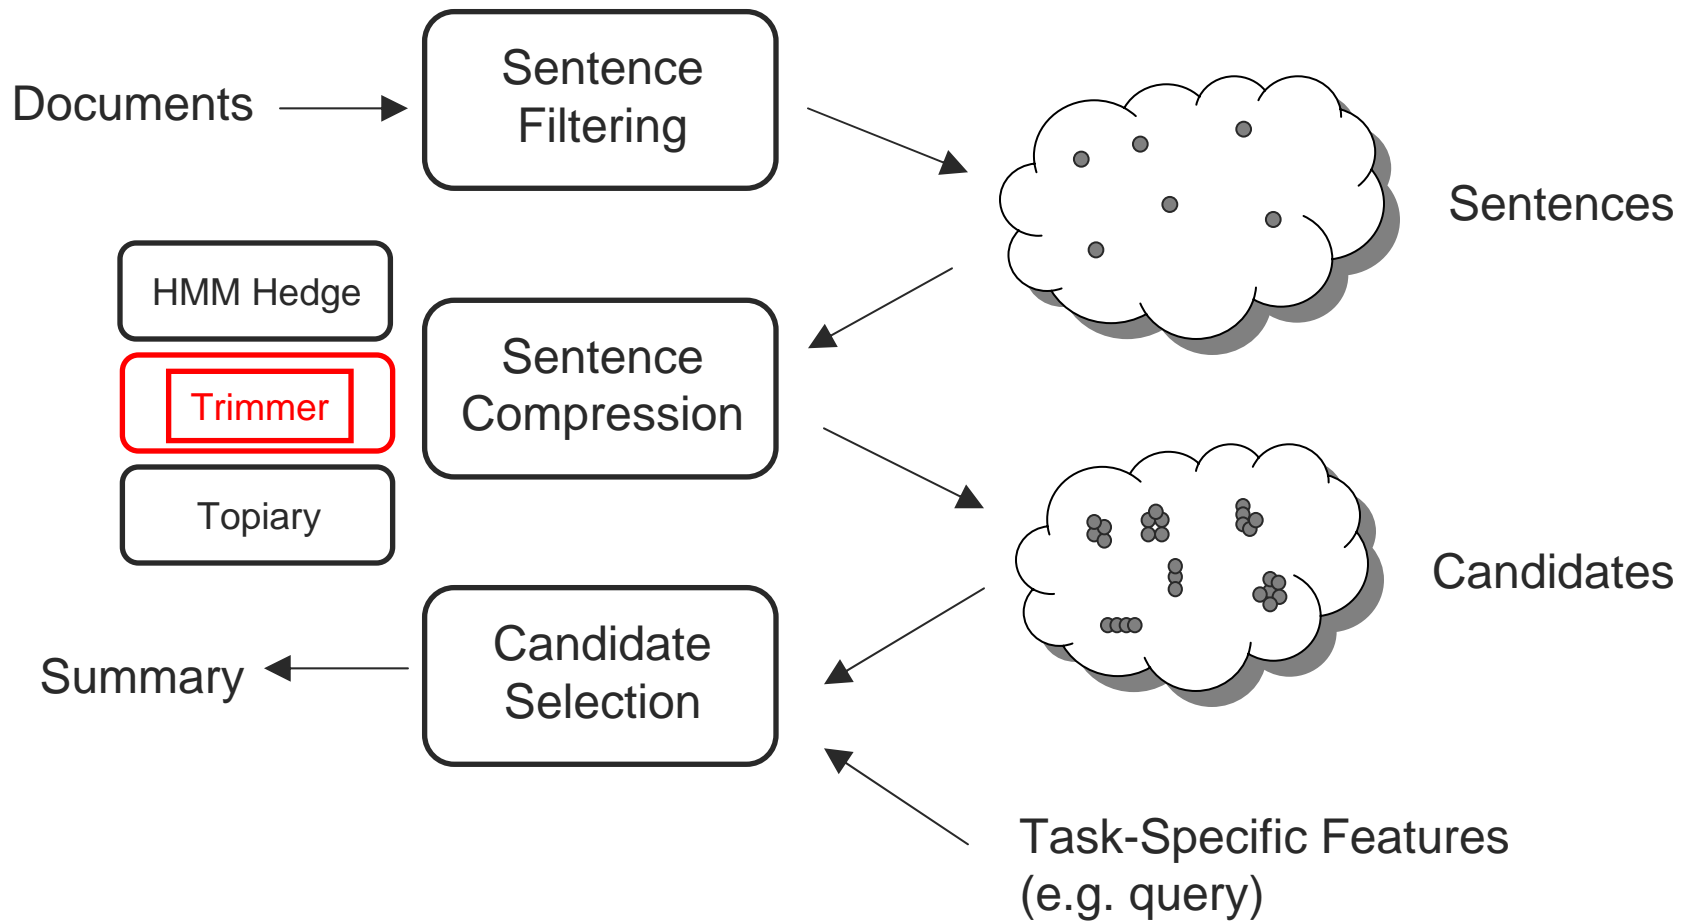 Documents
Sentence
Filtering
Sentences
HMM Hedge
Trimmer
Topiary
Sentence
Compression
Candidates
Candidate
Selection
Summary
Task-Specific Features
(e.g. query)